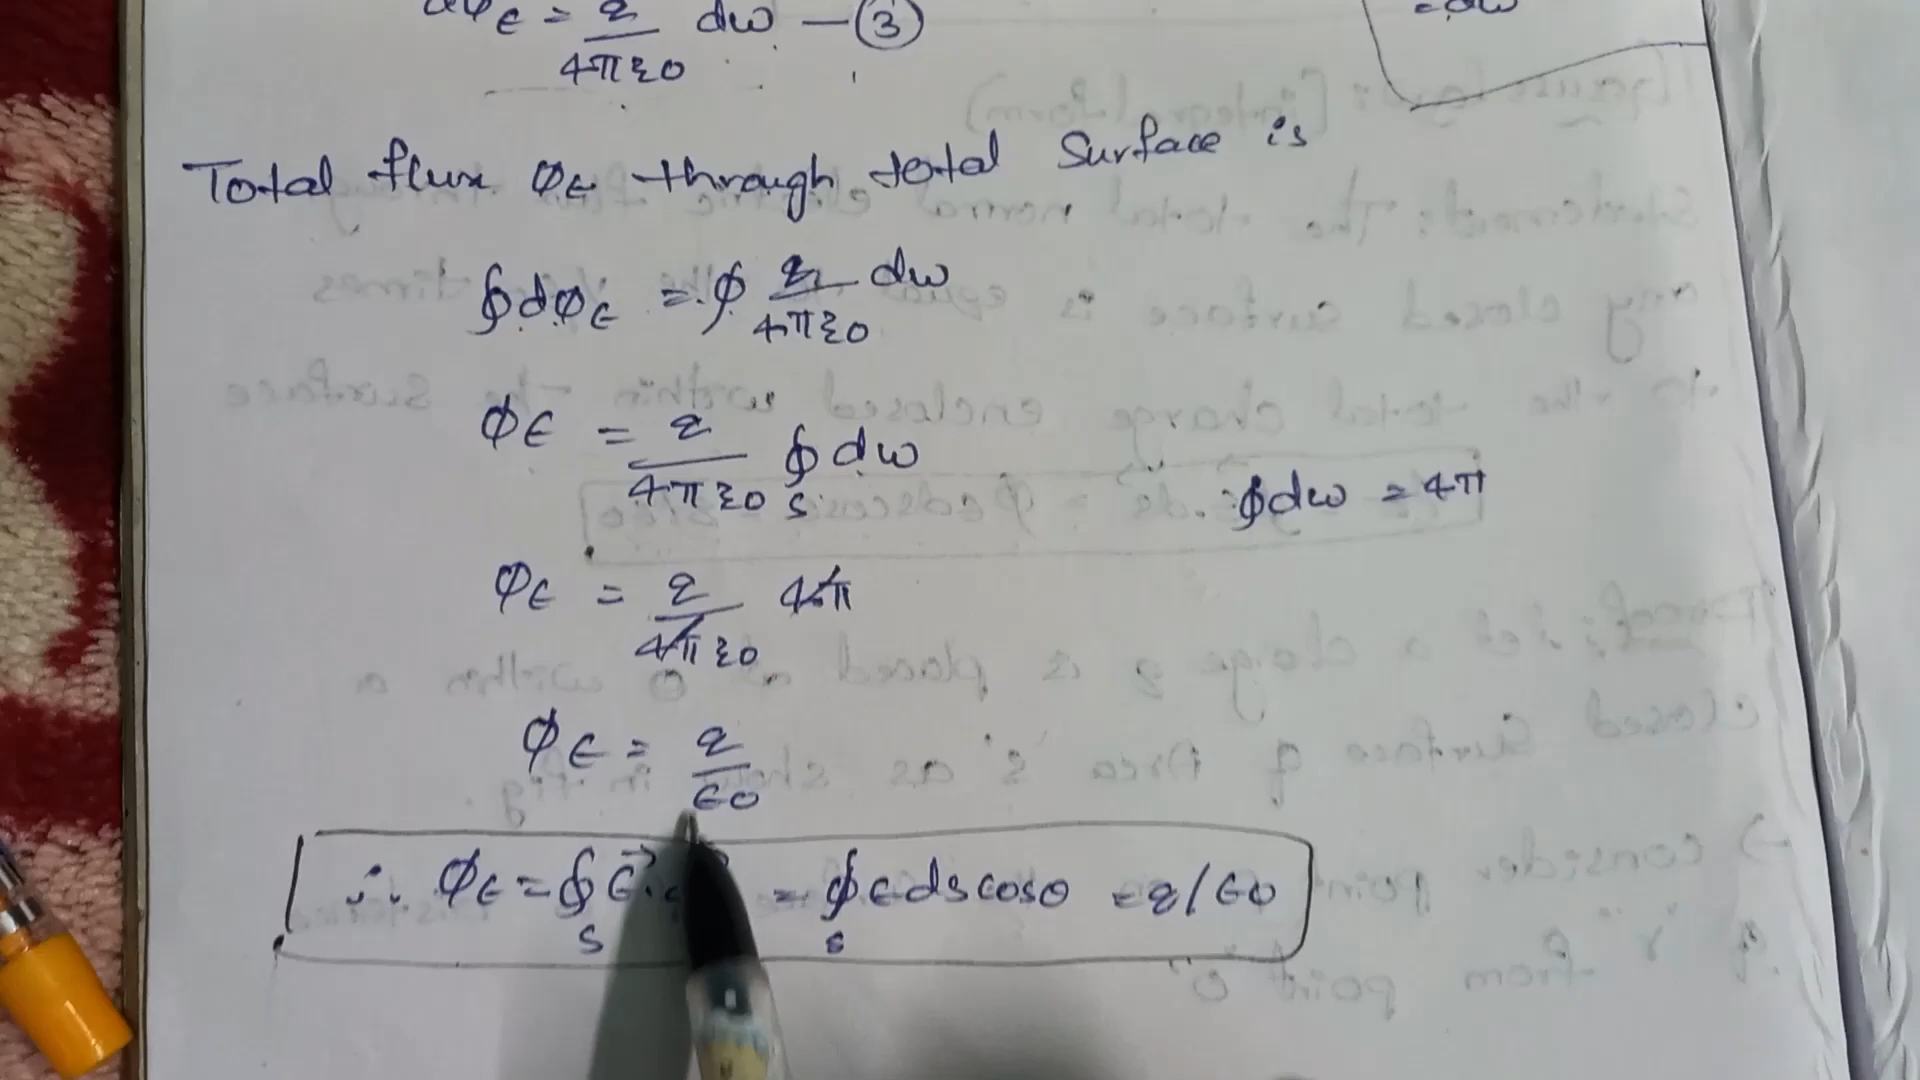 dφE = q/4πε0 dω — ③
= dω
Total flux φE through total surface is
∮dφE = ∮ q/4πε0 dω
φE = q/4πε0 ∮s dω
∮dω = 4π
φE = q/4πε0 4π
φE = q/ε0
∴ φE = ∮s E⃗. = ∮s E ds cosθ = q/ε0